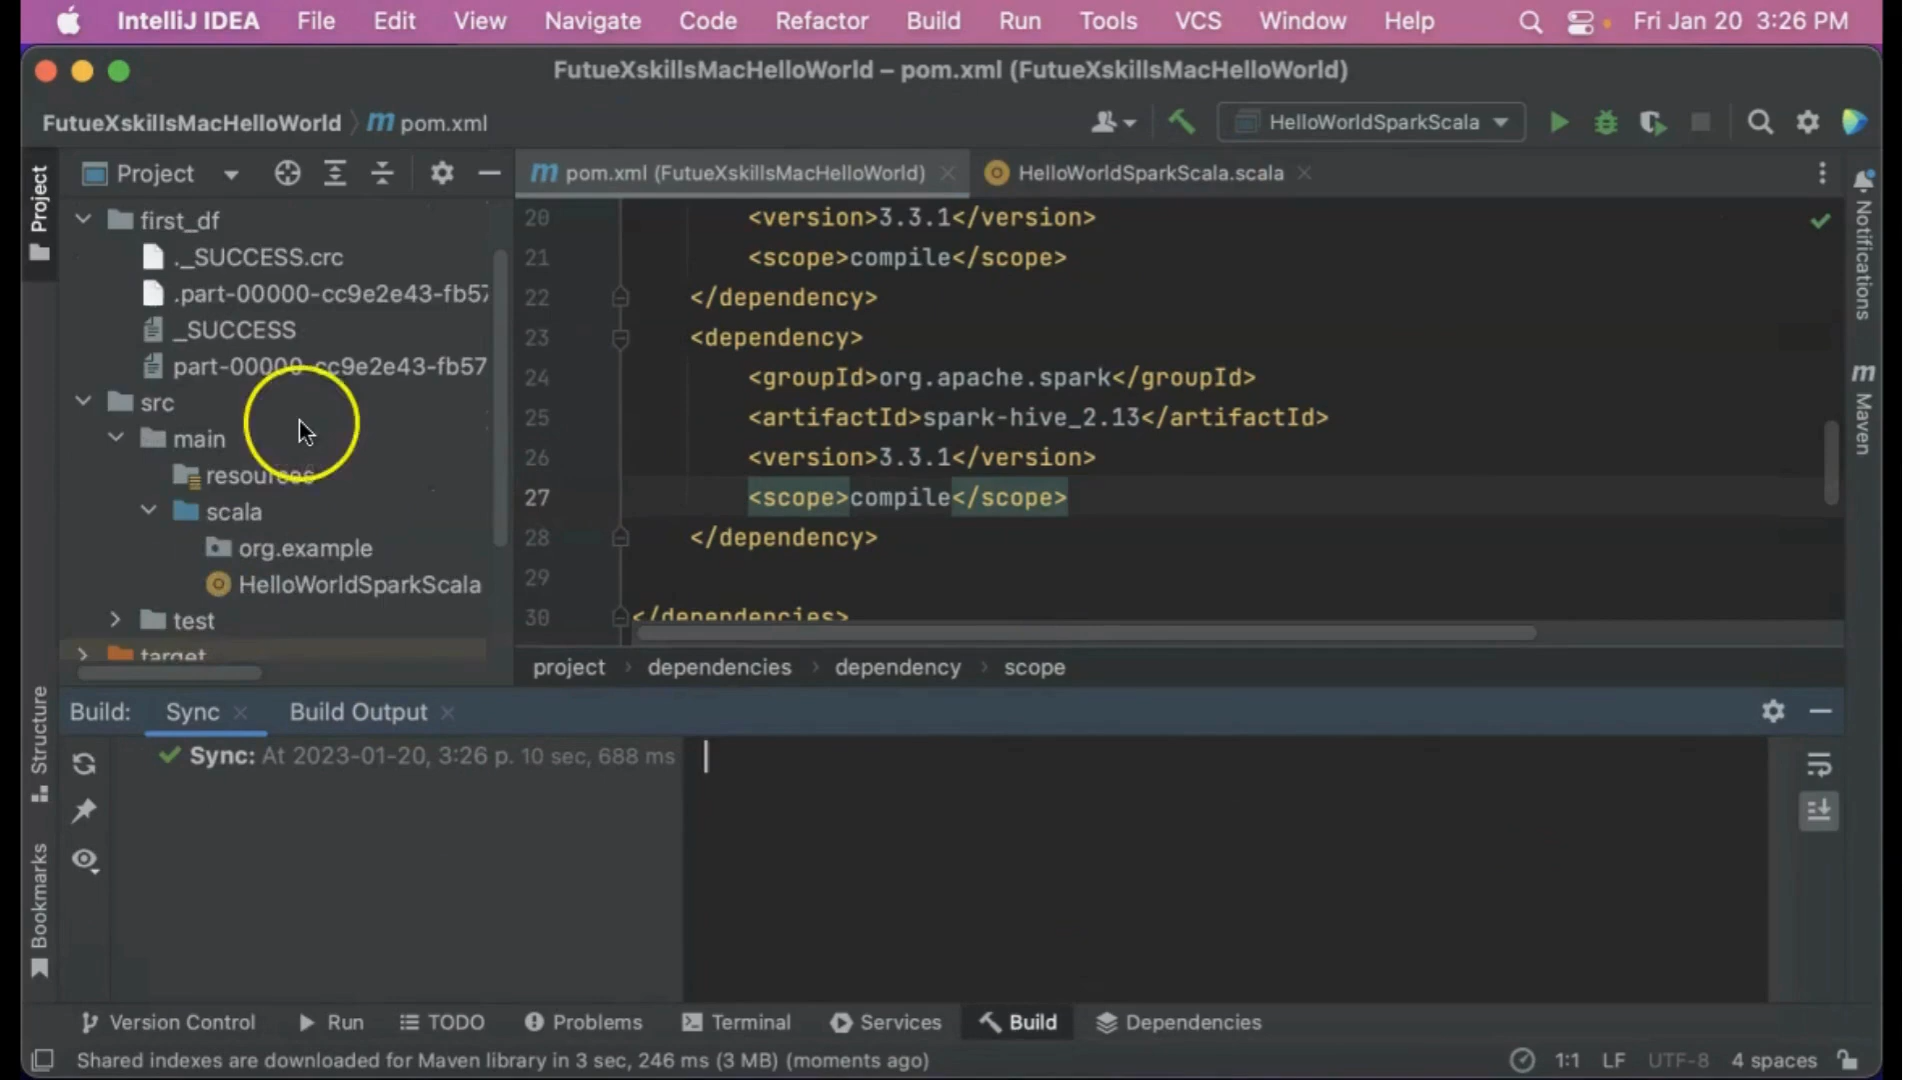 IntelliJ IDEA File Edit View Navigate Code Refactor Build Run Tools VCS Window Help Fri Jan 20 3:26 PM
FutueXskillsMacHelloWorld – pom.xml (FutueXskillsMacHelloWorld)
FutueXskillsMacHelloWorld m pom.xml HelloWorldSparkScala
Project
Project
m pom.xml (FutueXskillsMacHelloWorld) HelloWorldSparkScala.scala
first_df
._SUCCESS.crc
.part-00000-cc9e2e43-fb57
_SUCCESS
part-00000-cc9e2e43-fb57
src
main
resources
scala
org.example
HelloWorldSparkScala
test
target
20 <version>3.3.1</version>
21 <scope>compile</scope>
22 </dependency>
23 <dependency>
24 <groupId>org.apache.spark</groupId>
25 <artifactId>spark-hive_2.13</artifactId>
26 <version>3.3.1</version>
27 <scope>compile</scope>
28 </dependency>
29
30 </dependencies>
project dependencies dependency scope
Notifications
m Maven
Structure
Bookmarks
Build: Sync Build Output
Sync: At 2023-01-20, 3:26 p. 10 sec, 688 ms
Version Control Run TODO Problems Terminal Services Build Dependencies
Shared indexes are downloaded for Maven library in 3 sec, 246 ms (3 MB) (moments ago) 1:1 LF UTF-8 4 spaces